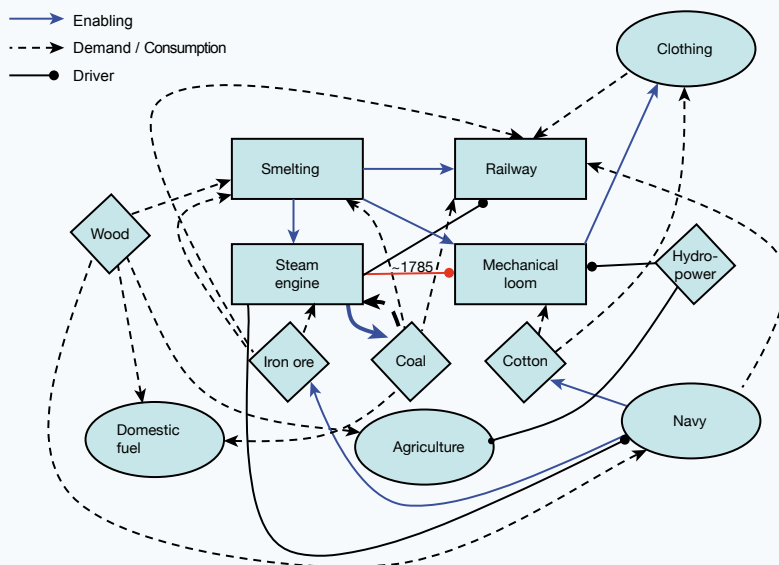 Enabling
Demand / Consumption
Driver
Clothing
Smelting
Railway
Wood
Steam
engine
~1785
Mechanical
loom
Hydro-
power
Iron ore
Coal
Cotton
Domestic
fuel
Agriculture
Navy